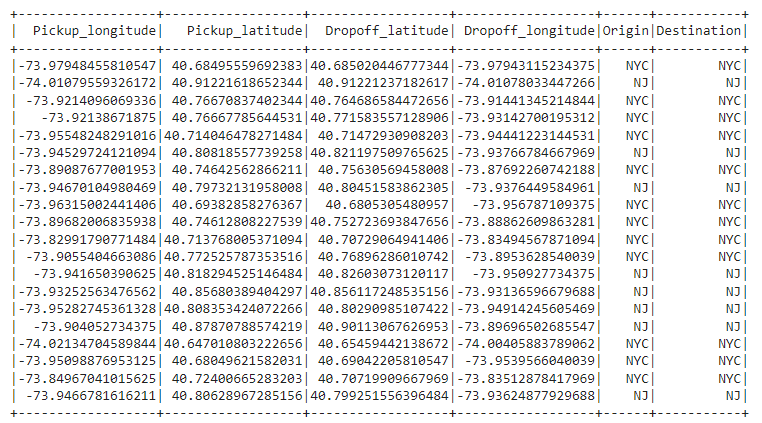 +------------------+------------------+------------------+------------------+------+-----------+
|  Pickup_longitude|   Pickup_latitude|  Dropoff_latitude| Dropoff_longitude|Origin|Destination|
+------------------+------------------+------------------+------------------+------+-----------+
|-73.97948455810547| 40.68495559692383|40.685020446777344|-73.97943115234375|   NYC|        NYC|
|-74.01079559326172| 40.91221618652344| 40.91221237182617|-74.01078033447266|    NJ|         NJ|
| -73.9214096069336| 40.76670837402344|40.764686584472656|-73.91441345214844|   NYC|        NYC|
|   -73.92138671875| 40.76667785644531|40.771583557128906|-73.93142700195312|   NYC|        NYC|
|-73.95548248291016|40.714046478271484| 40.71472930908203|-73.94441223144531|   NYC|        NYC|
|-73.94529724121094| 40.80818557739258|40.821197509765625|-73.93766784667969|    NJ|         NJ|
|-73.89087677001953| 40.74642562866211| 40.75630569458008|-73.87692260742188|   NYC|        NYC|
|-73.94670104980469| 40.79732131958008| 40.80451583862305| -73.9376449584961|    NJ|         NJ|
|-73.96315002441406| 40.69382858276367|  40.6805305480957|  -73.956787109375|   NYC|        NYC|
|-73.89682006835938| 40.74612808227539|40.752723693847656|-73.88862609863281|   NYC|        NYC|
|-73.82991790771484|40.713768005371094| 40.70729064941406|-73.83494567871094|   NYC|        NYC|
| -73.9055404663086|40.772525787353516| 40.76896286010742| -73.8953628540039|   NYC|        NYC|
|  -73.941650390625|40.818294525146484| 40.82603073120117|  -73.950927734375|    NJ|         NJ|
|-73.93252563476562| 40.85680389404297|40.856117248535156|-73.93136596679688|    NJ|         NJ|
|-73.95282745361328|40.808353424072266| 40.80290985107422|-73.94914245605469|    NJ|         NJ|
|  -73.904052734375| 40.87870788574219| 40.90113067626953|-73.89696502685547|    NJ|         NJ|
|-74.02134704589844|40.647010803222656| 40.65459442138672|-74.00405883789062|   NYC|        NYC|
|-73.95098876953125| 40.68049621582031| 40.69042205810547| -73.9539566040039|   NYC|        NYC|
|-73.84967041015625| 40.72400665283203| 40.70719909667969|-73.83512878417969|   NYC|        NYC|
| -73.9466781616211| 40.80628967285156|40.799251556396484|-73.93624877929688|    NJ|         NJ|
+------------------+------------------+------------------+------------------+------+-----------+